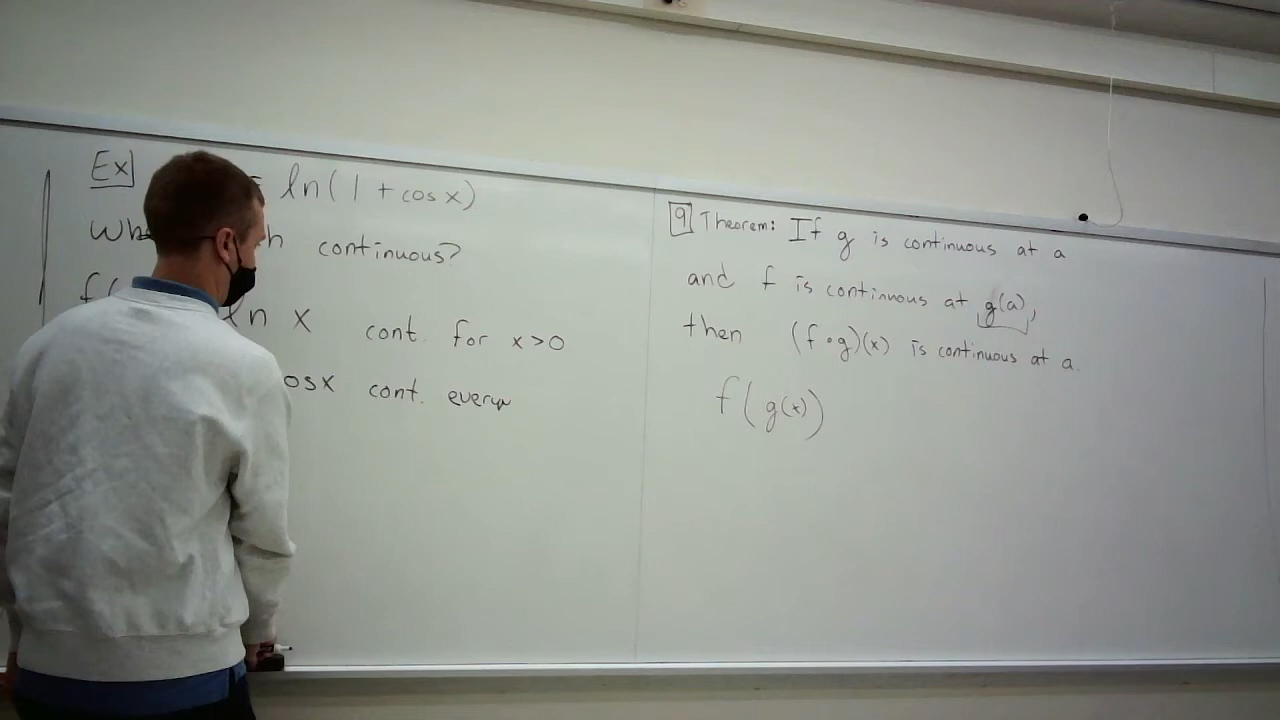 Ex ln(1 + cos x)
h continuous?
f( ln x cont. for x>0
osx cont. everyw
9 Theorem: If g is continuous at a
and f is continuous at g(a),
then (f∘g)(x) is continuous at a.
f(g(x))